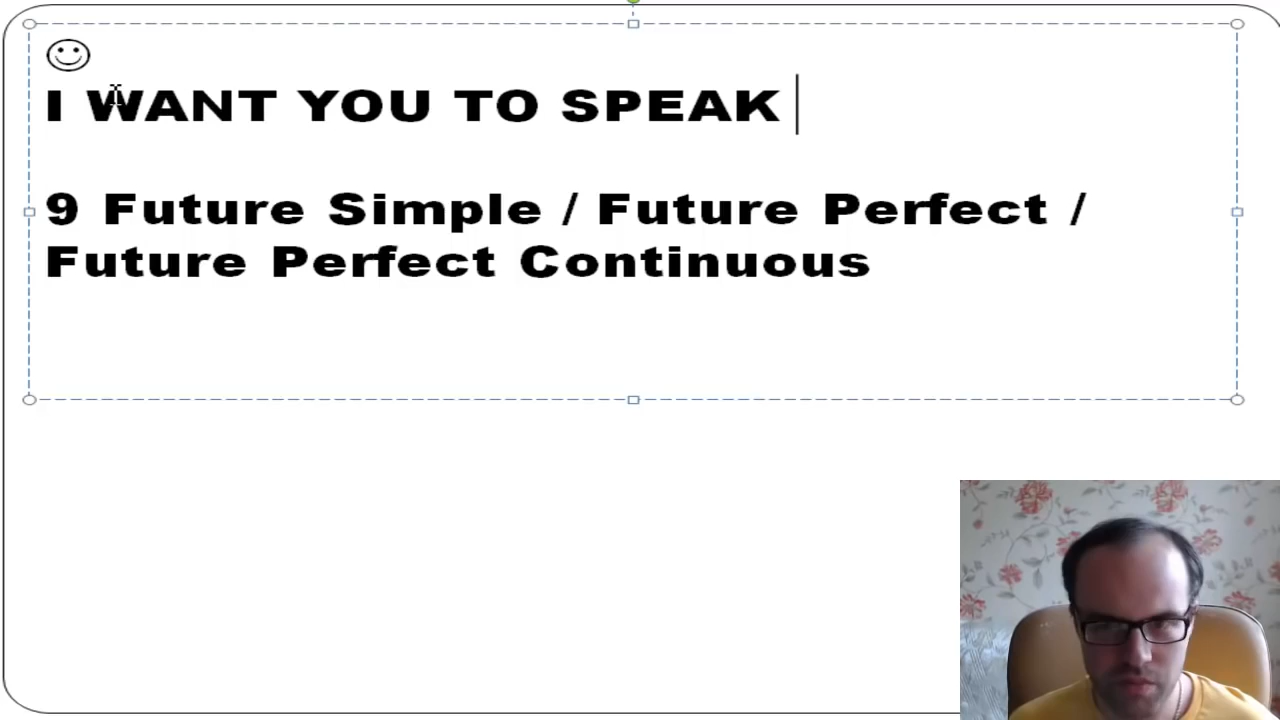 I WANT YOU TO SPEAK
9 Future Simple / Future Perfect /
Future Perfect Continuous